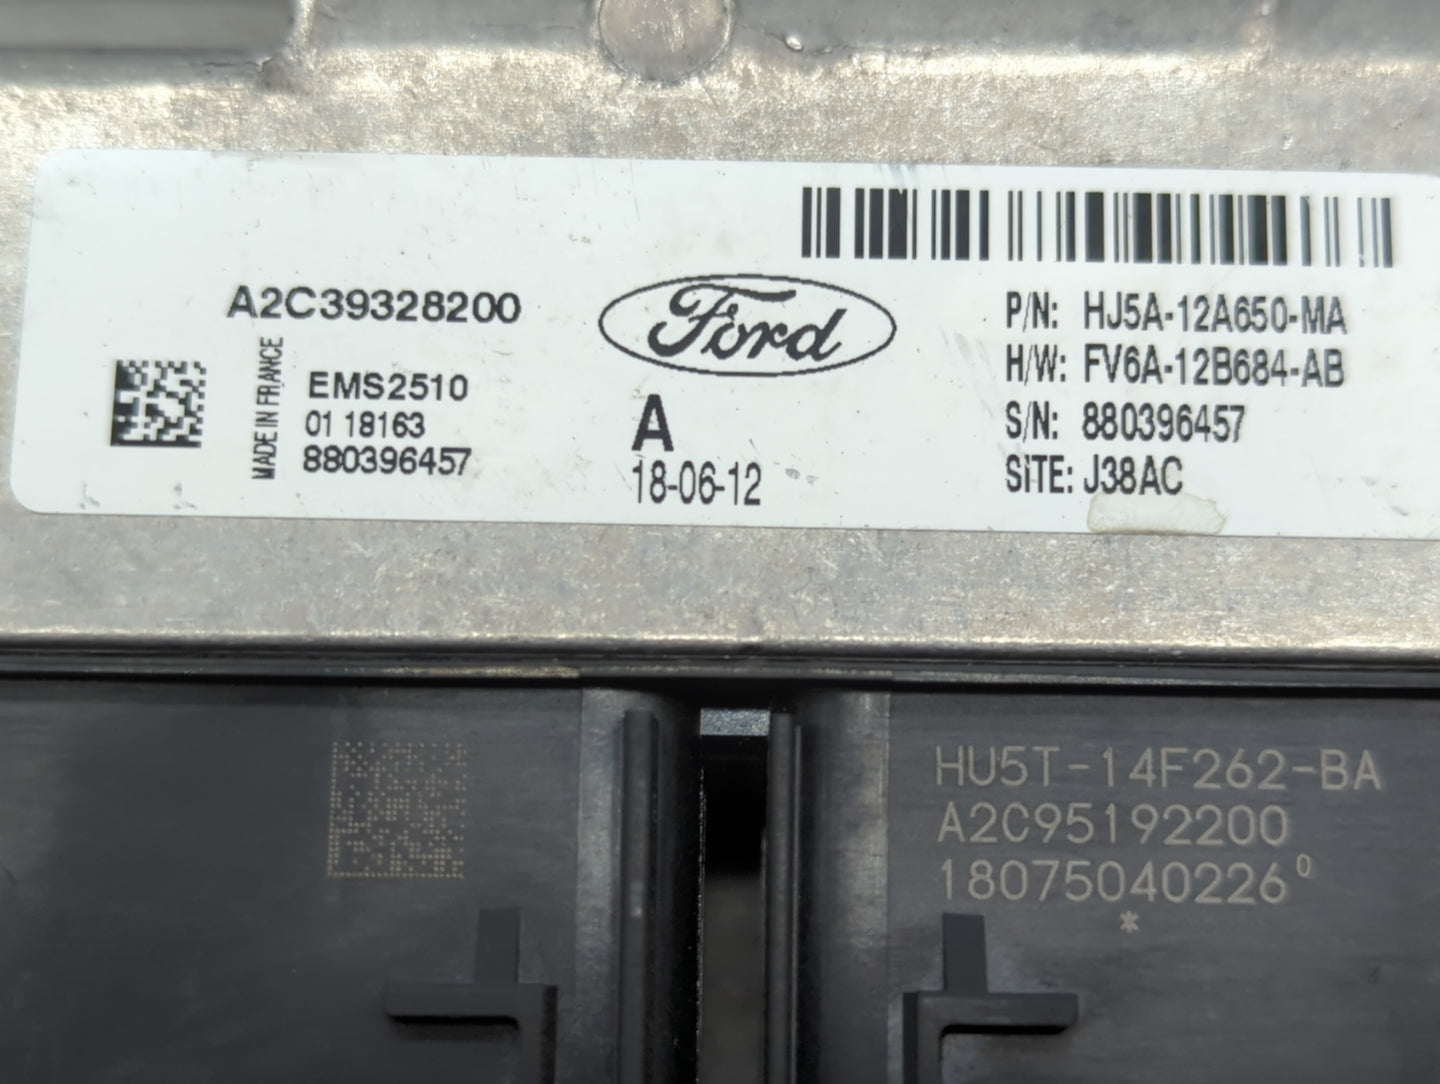 A2C39328200
MADE IN FRANCE
EMS2510
01 18163
880396457
Ford
A
18-06-12
P/N: HJ5A-12A650-MA
H/W: FV6A-12B684-AB
S/N: 880396457
SiTE: J38AC
HU5T-14F262-BA
A2C95192200
18075040226⁰
*